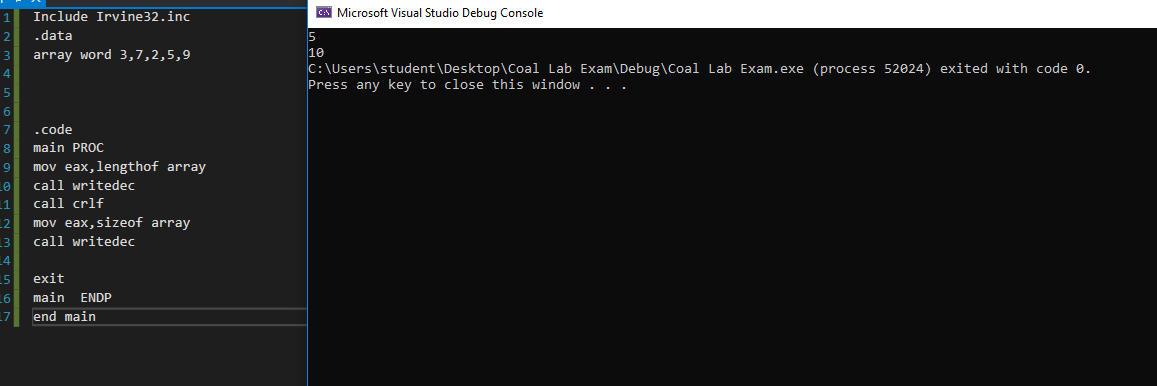 1 Include Irvine32.inc
2 .data
3 array word 3,7,2,5,9
4
5
6
7 .code
8 main PROC
9 mov eax,lengthof array
10 call writedec
11 call crlf
12 mov eax,sizeof array
13 call writedec
14
15 exit
16 main  ENDP
17 end main
Microsoft Visual Studio Debug Console
5
10
C:\Users\student\Desktop\Coal Lab Exam\Debug\Coal Lab Exam.exe (process 52024) exited with code 0.
Press any key to close this window . . .